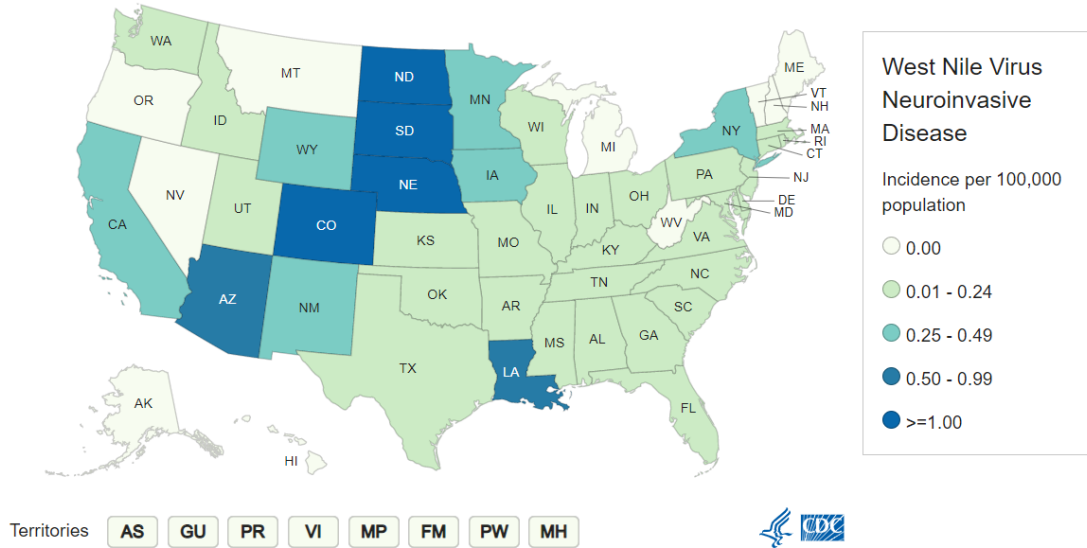 WA
MT
ND
MN
ME
VT
NH
OR
ID
SD
WI
NY
MA
RI
CT
WY
MI
NE
IA
PA
NJ
NV
UT
CO
IL
IN
OH
DE
MD
CA
KS
MO
WV
VA
KY
AZ
NM
OK
AR
TN
NC
SC
TX
LA
MS
AL
GA
FL
AK
HI
West Nile Virus
Neuroinvasive
Disease
Incidence per 100,000
population
0.00
0.01 - 0.24
0.25 - 0.49
0.50 - 0.99
>=1.00
Territories AS GU PR VI MP FM PW MH
CDC